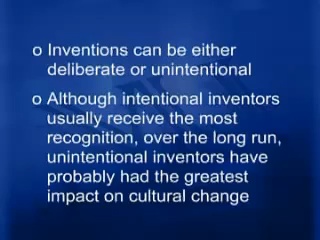 o Inventions can be either
deliberate or unintentional
o Although intentional inventors
usually receive the most
recognition, over the long run,
unintentional inventors have
probably had the greatest
impact on cultural change